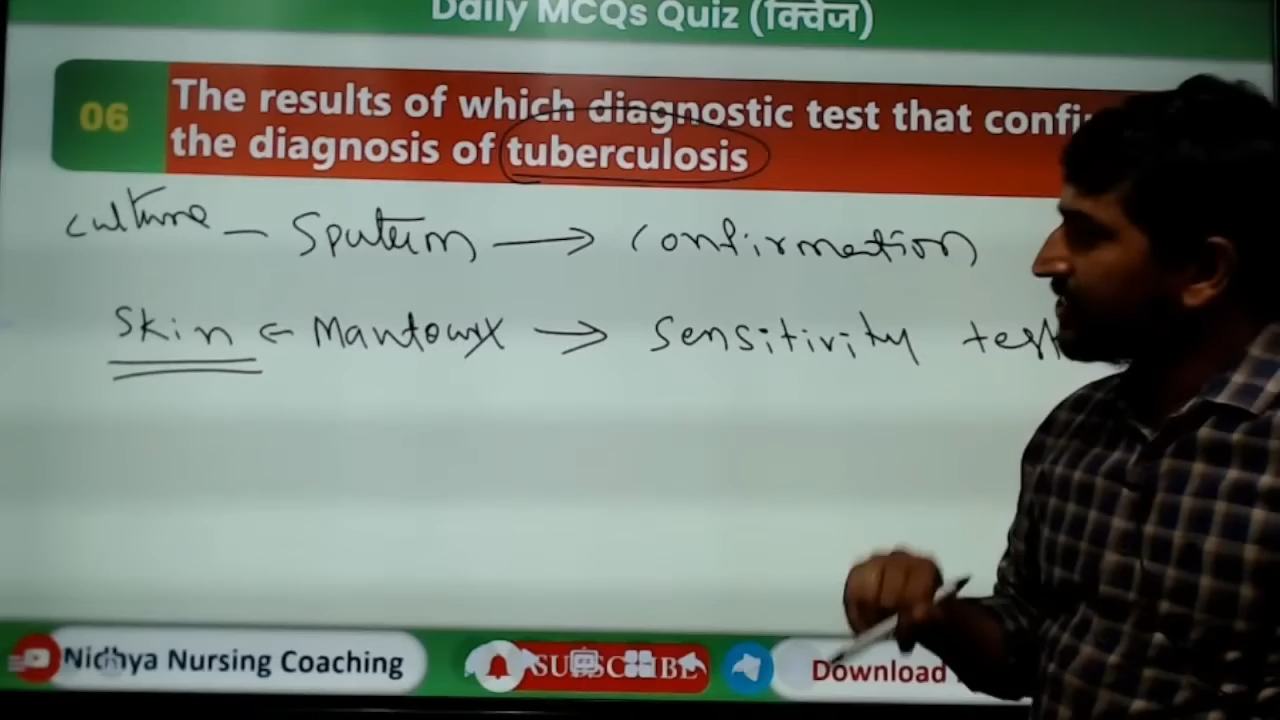 Daily MCQs Quiz (क्विज)
06
The results of which diagnostic test that confi
the diagnosis of tuberculosis
culture – Sputum → confirmation
Skin ← Mantoux → Sensitivity test
Nidhya Nursing Coaching
SUBSCRIBE
Download